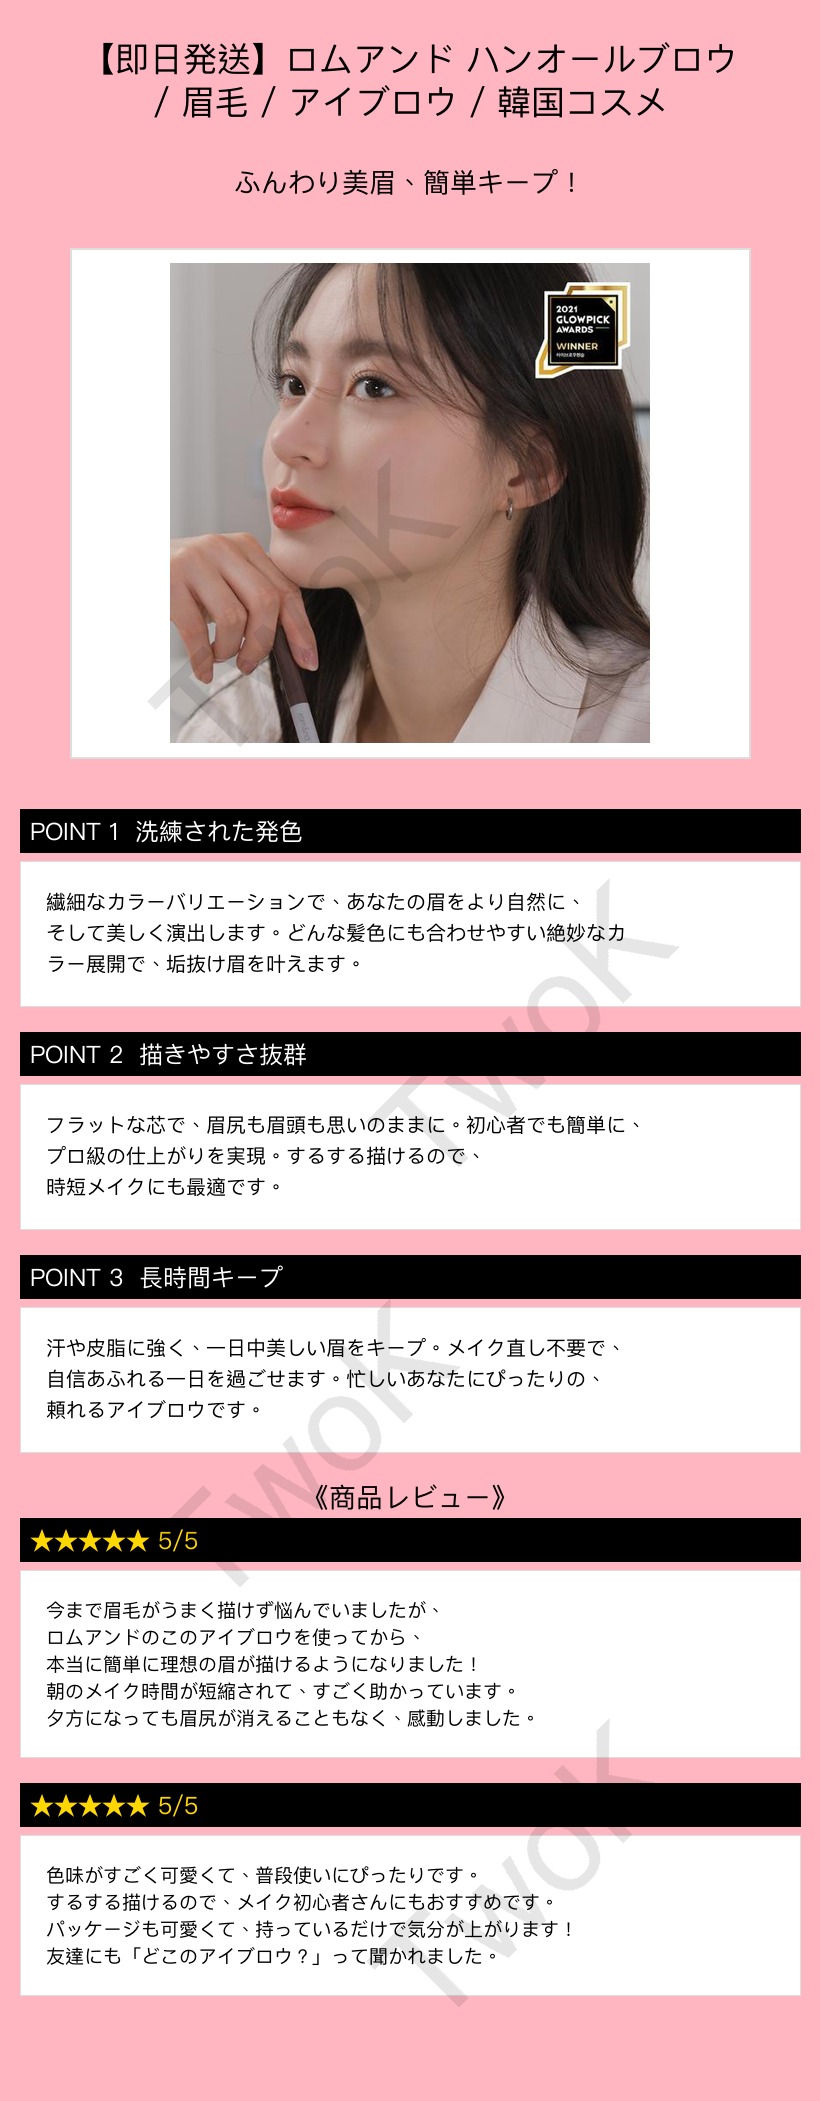 【即日発送】ロムアンド ハンオールブロウ
/ 眉毛 / アイブロウ / 韓国コスメ
ふんわり美眉、簡単キープ！
2021
GLOWPICK
AWARDS
WINNER
TwoK
POINT 1 洗練された発色
繊細なカラーバリエーションで、あなたの眉をより自然に、
そして美しく演出します。どんな髪色にも合わせやすい絶妙なカ
ラー展開で、垢抜け眉を叶えます。
TwoK
POINT 2 描きやすさ抜群
フラットな芯で、眉尻も眉頭も思いのままに。初心者でも簡単に、
プロ級の仕上がりを実現。するする描けるので、
時短メイクにも最適です。
POINT 3 長時間キープ
汗や皮脂に強く、一日中美しい眉をキープ。メイク直し不要で、
自信あふれる一日を過ごせます。忙しいあなたにぴったりの、
頼れるアイブロウです。
TwoK
《商品レビュー》
★★★★★ 5/5
今まで眉毛がうまく描けず悩んでいましたが、
ロムアンドのこのアイブロウを使ってから、
本当に簡単に理想の眉が描けるようになりました！
朝のメイク時間が短縮されて、すごく助かっています。
夕方になっても眉尻が消えることもなく、感動しました。
★★★★★ 5/5
色味がすごく可愛くて、普段使いにぴったりです。
するする描けるので、メイク初心者さんにもおすすめです。
パッケージも可愛くて、持っているだけで気分が上がります！
友達にも「どこのアイブロウ？」って聞かれました。
TwoK